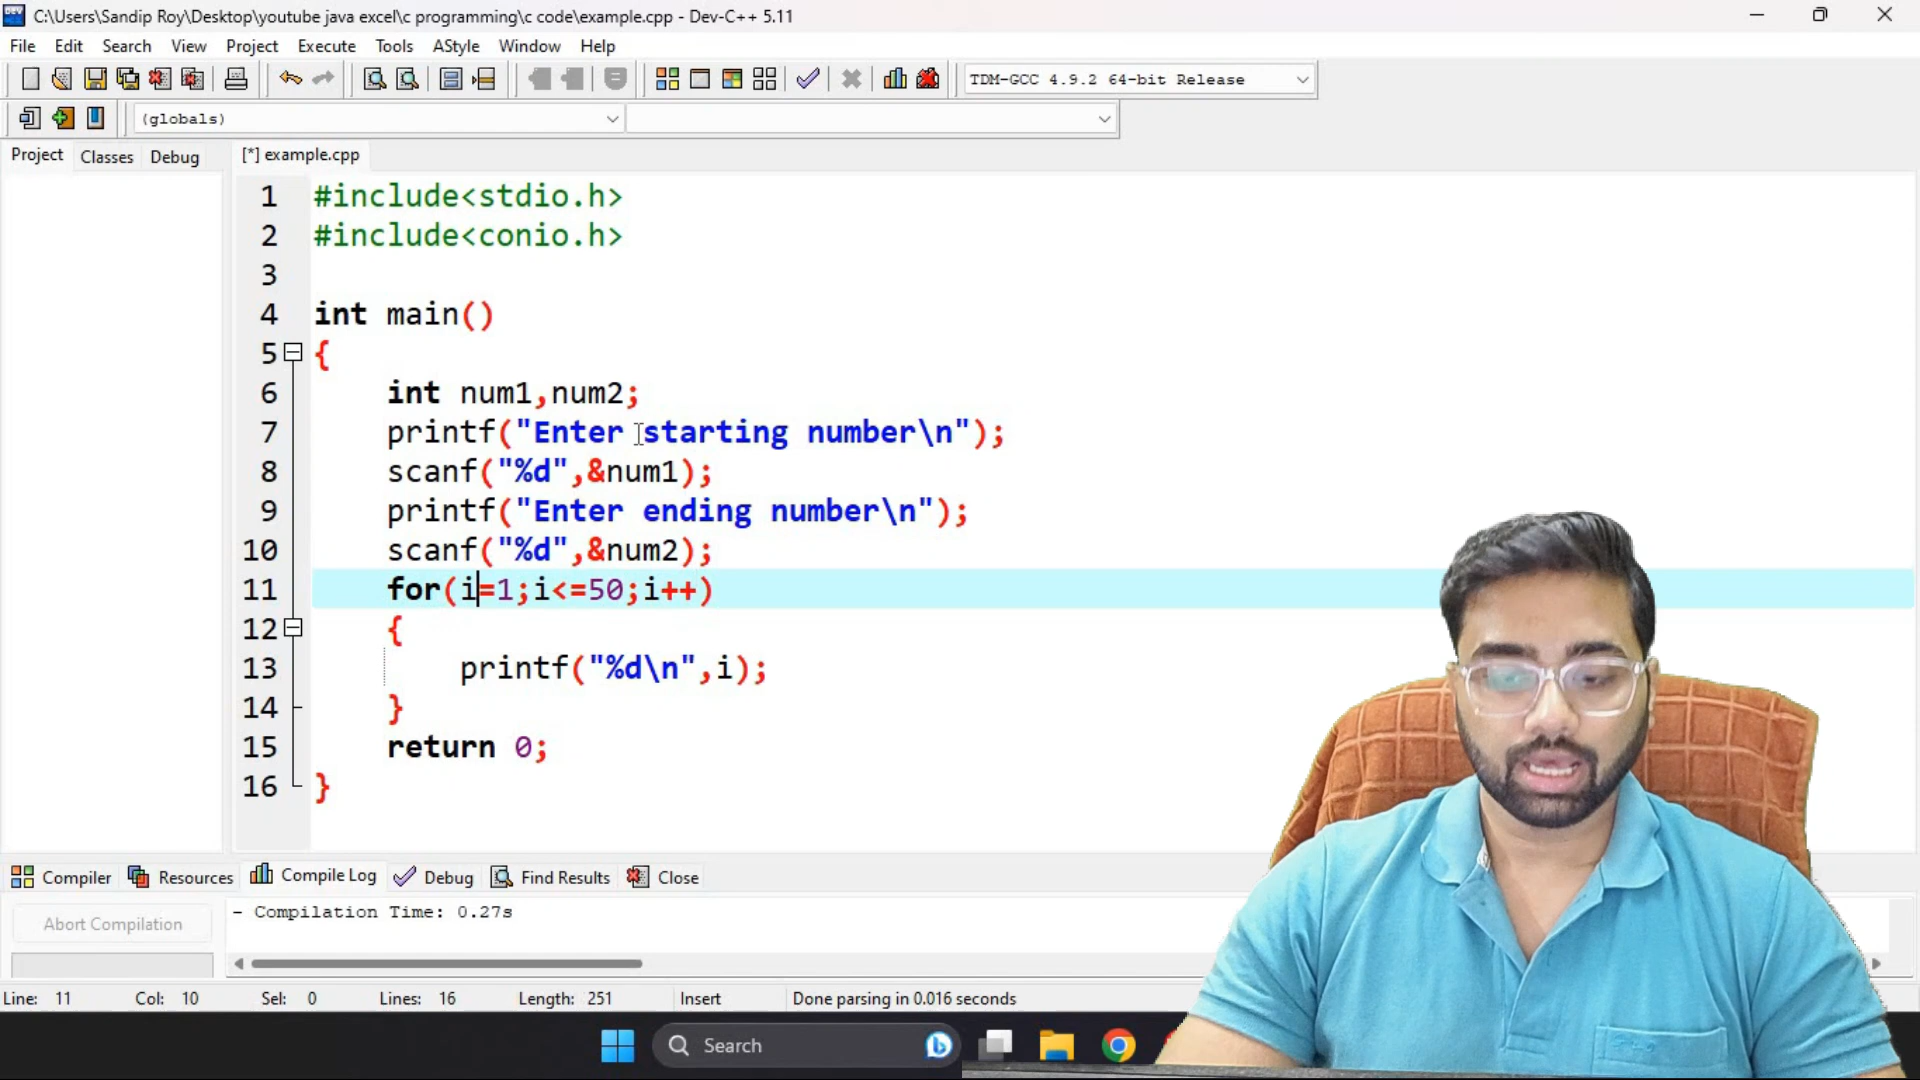 C:\Users\Sandip Roy\Desktop\youtube java excel\c programming\c code\example.cpp - Dev-C++ 5.11
File Edit Search View Project Execute Tools AStyle Window Help
TDM-GCC 4.9.2 64-bit Release
(globals)
Project Classes Debug [*] example.cpp
1 #include<stdio.h>
2 #include<conio.h>
3
4 int main()
5 {
6 int num1,num2;
7 printf("Enter starting number\n");
8 scanf("%d",&num1);
9 printf("Enter ending number\n");
10 scanf("%d",&num2);
11 for(i=1;i<=50;i++)
12 {
13 printf("%d\n",i);
14 }
15 return 0;
16 }
Compiler Resources Compile Log Debug Find Results Close
Abort Compilation - Compilation Time: 0.27s
Line: 11 Col: 10 Sel: 0 Lines: 16 Length: 251 Insert Done parsing in 0.016 seconds
Search